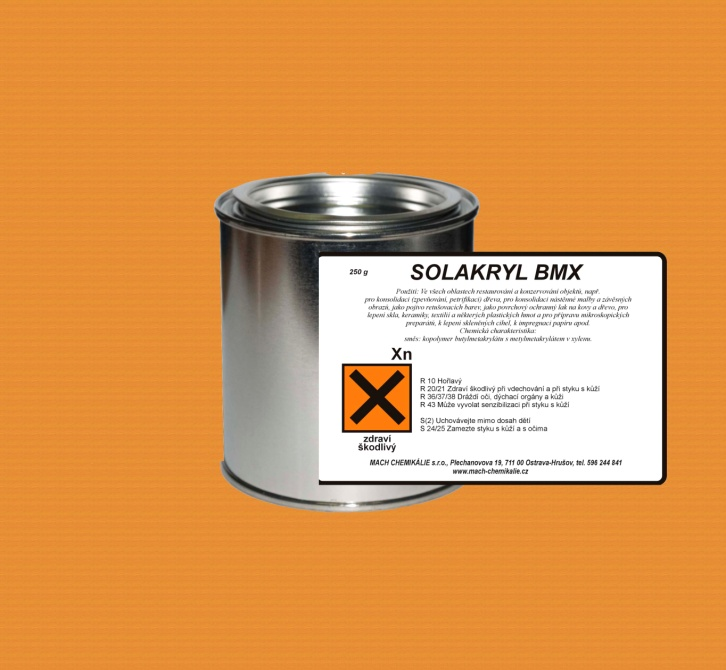 250 g
SOLAKRYL BMX
Použití: Ve všech oblastech restaurování a konzervování objektů, např.
pro konsolidaci (zpevňování, petrifikaci) dřeva, pro konsolidaci nástěnné malby a závěsných
obrazů, jako pojivo retušovacích barev, jako povrchový ochranný lak na kovy a dřevo, pro
lepení skla, keramiky, textilií a některých plastických hmot a pro přípravu mikroskopických
preparátů, k lepení skleněných cihel, k impregnaci papíru apod.
Chemická charakteristika:
směs: kopolymer butylmetakrylátu s metylmetakrylátem v xylenu.
Xn
R 10 Hořlavý
R 20/21 Zdraví škodlivý při vdechování a při styku s kůží
R 36/37/38 Dráždí oči, dýchací orgány a kůži
R 43 Může vyvolat senzibilizaci při styku s kůží
S(2) Uchovávejte mimo dosah dětí
S 24/25 Zamezte styku s kůží a s očima
zdraví
škodlivý
MACH CHEMIKÁLIE s.r.o., Plechanovova 19, 711 00 Ostrava-Hrušov, tel. 596 244 841
www.mach-chemikalie.cz